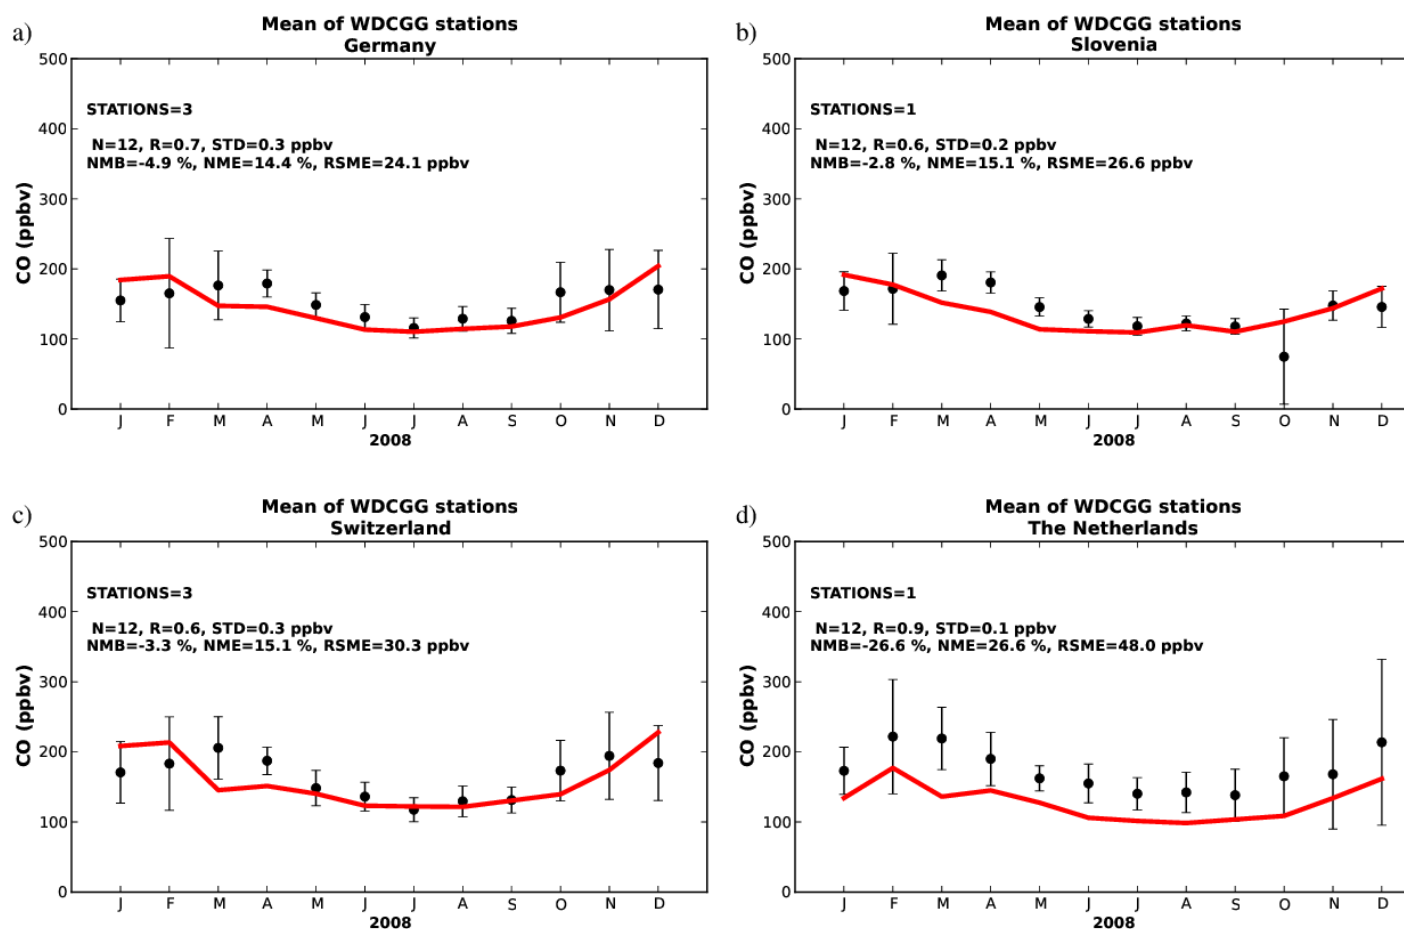 a)
Mean of WDCGG stations
Germany
500
400
300
200
100
0
CO (ppbv)
STATIONS=3
N=12, R=0.7, STD=0.3 ppbv
NMB=-4.9 %, NME=14.4 %, RSME=24.1 ppbv
J F M A M J J A S O N D
2008
b)
Mean of WDCGG stations
Slovenia
500
400
300
200
100
0
CO (ppbv)
STATIONS=1
N=12, R=0.6, STD=0.2 ppbv
NMB=-2.8 %, NME=15.1 %, RSME=26.6 ppbv
J F M A M J J A S O N D
2008
c)
Mean of WDCGG stations
Switzerland
500
400
300
200
100
0
CO (ppbv)
STATIONS=3
N=12, R=0.6, STD=0.3 ppbv
NMB=-3.3 %, NME=15.1 %, RSME=30.3 ppbv
J F M A M J J A S O N D
2008
d)
Mean of WDCGG stations
The Netherlands
500
400
300
200
100
0
CO (ppbv)
STATIONS=1
N=12, R=0.9, STD=0.1 ppbv
NMB=-26.6 %, NME=26.6 %, RSME=48.0 ppbv
J F M A M J J A S O N D
2008